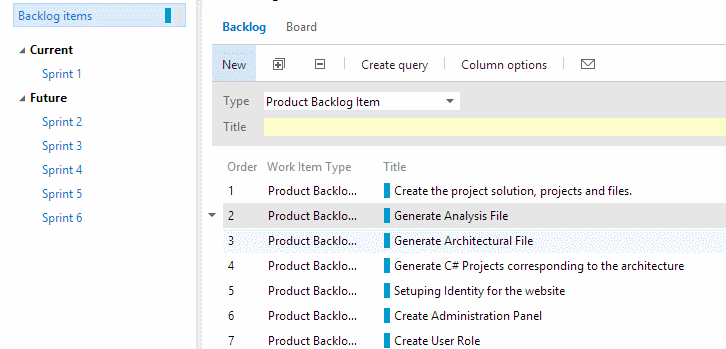 Backlog items
Current
Sprint 1
Future
Sprint 2
Sprint 3
Sprint 4
Sprint 5
Sprint 6
Backlog Board
New Create query Column options
Type Product Backlog Item
Title
Order Work Item Type Title
1 Product Backlo... Create the project solution, projects and files.
2 Product Backlo... Generate Analysis File
3 Product Backlo... Generate Architectural File
4 Product Backlo... Generate C# Projects corresponding to the architecture
5 Product Backlo... Setuping Identity for the website
6 Product Backlo... Create Administration Panel
7 Product Backlo... Create User Role